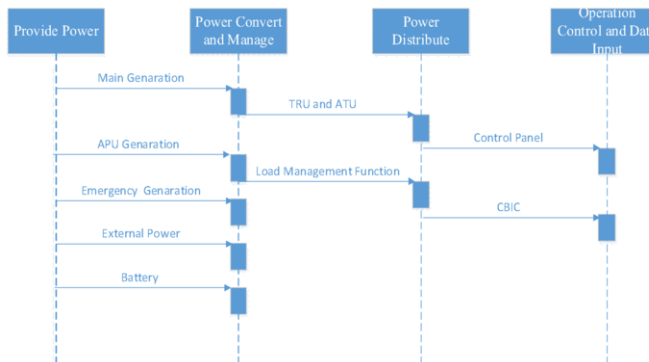 Provide Power
Power Convert
and Manage
Power
Distribute
Operation
Control and Data
Input
Main Genaration
TRU and ATU
Control Panel
APU Genaration
Load Management Function
Emergency Genaration
CBIC
External Power
Battery